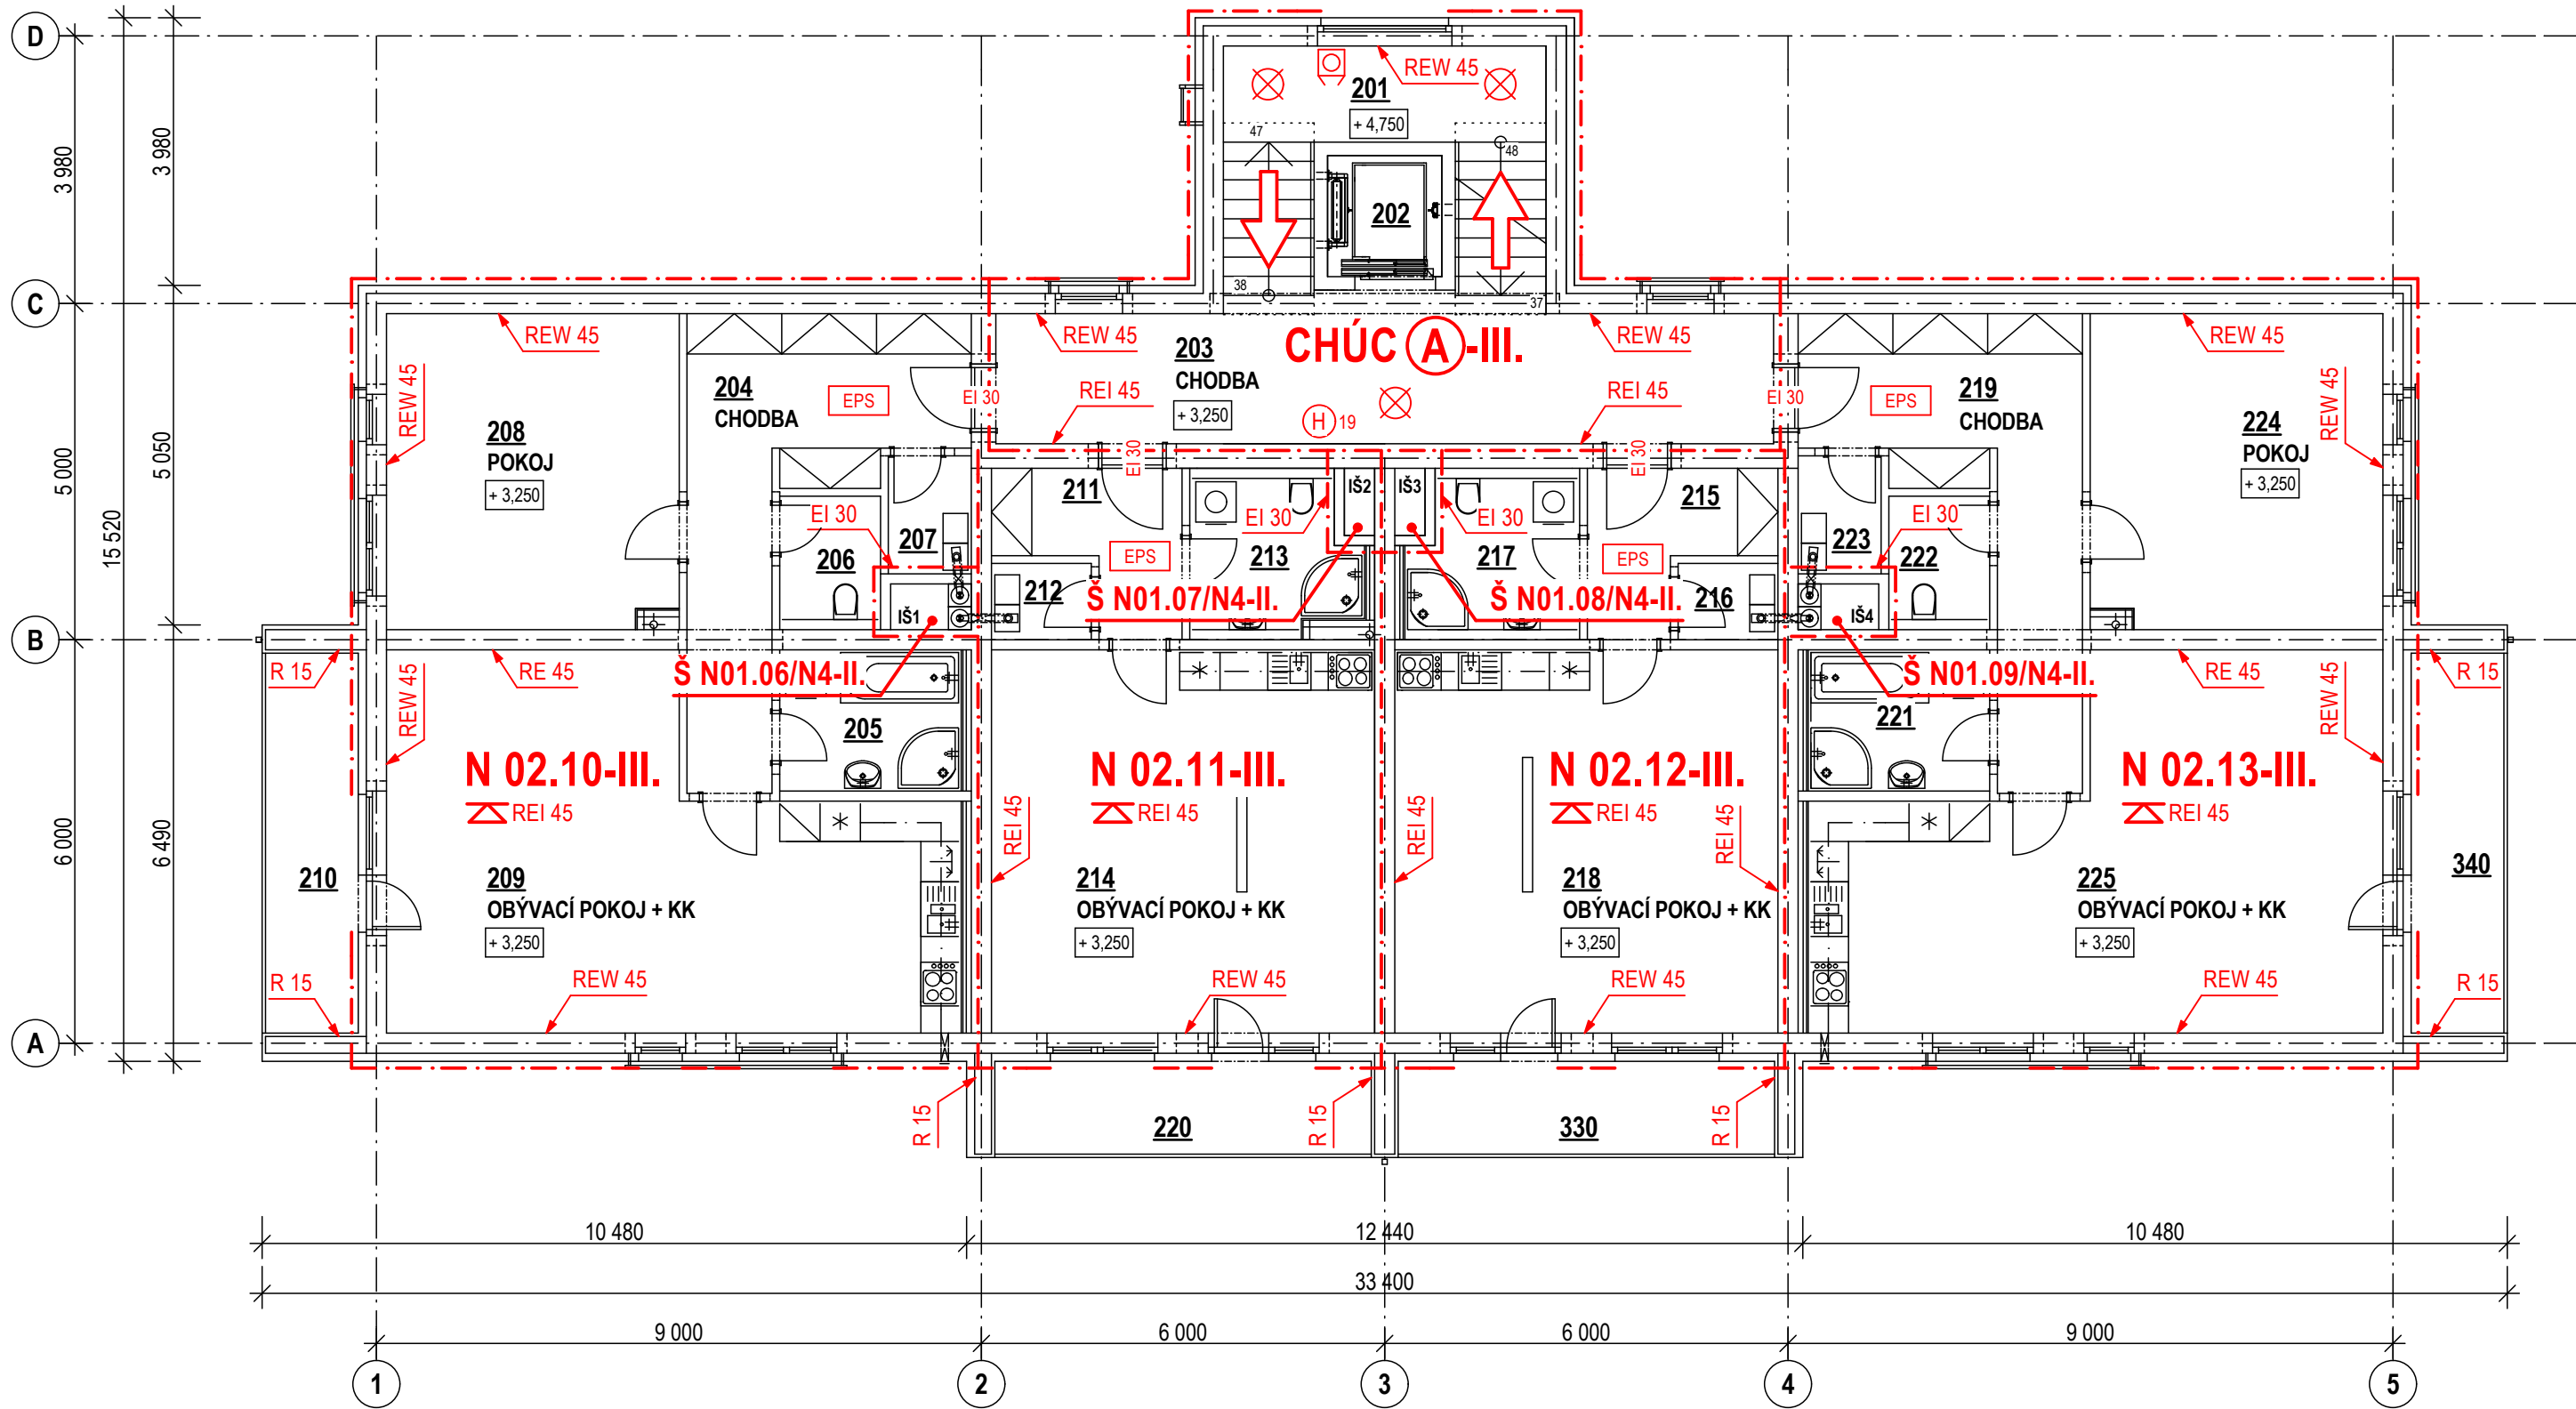 D
3 980
3 980
REW 45
201
+ 4,750
47
48
202
38
37
C
REW 45
REW 45
REW 45
REW 45
CHÚC A-III.
203
CHODBA
+ 3,250
REW 45
204
CHODBA
EPS
EI 30
REI 45
REI 45
EI 30
EPS
219
CHODBA
REW 45
H 19
208
POKOJ
+ 3,250
224
POKOJ
+ 3,250
5 000
5 050
15 520
EI 30
EI 30
211
IŠ2
IŠ3
215
EI 30
207
EI 30
EI 30
EI 30
223
206
EPS
213
217
EPS
222
212
Š N01.07/N4-II.
Š N01.08/N4-II.
216
IŠ1
IŠ4
B
R 15
RE 45
REW 45
Š N01.06/N4-II.
Š N01.09/N4-II.
RE 45
REW 45
R 15
205
221
N 02.10-III.
REI 45
N 02.11-III.
REI 45
N 02.12-III.
REI 45
N 02.13-III.
REI 45
REI 45
REI 45
REI 45
6 000
6 490
210
209
OBÝVACÍ POKOJ + KK
+ 3,250
214
OBÝVACÍ POKOJ + KK
+ 3,250
218
OBÝVACÍ POKOJ + KK
+ 3,250
225
OBÝVACÍ POKOJ + KK
+ 3,250
340
R 15
REW 45
REW 45
REW 45
REW 45
R 15
A
R 15
220
R 15
330
R 15
10 480
12 440
10 480
33 400
9 000
6 000
6 000
9 000
1
2
3
4
5